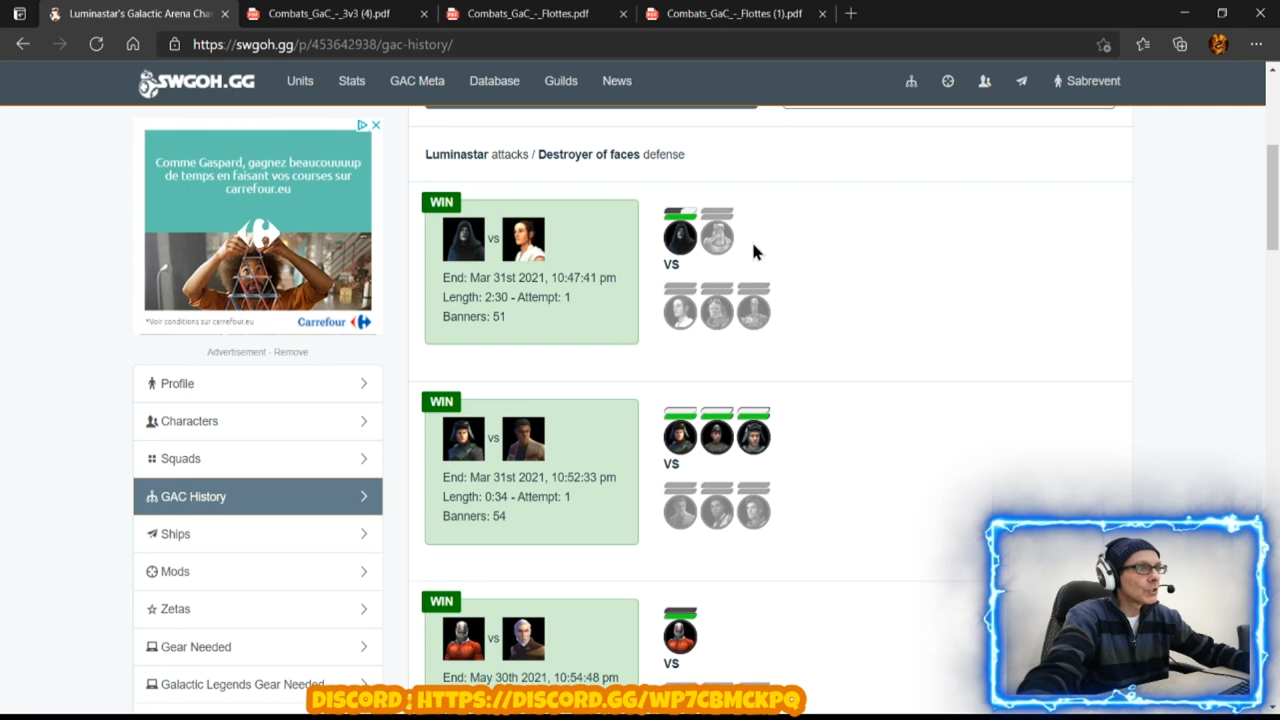 Luminastar's Galactic Arena Cha
Combats_GaC_-_3v3 (4).pdf
Combats_GaC_-_Flottes.pdf
Combats_GaC_-_Flottes (1).pdf
https://swgoh.gg/p/453642938/gac-history/
SWGOH.GG
Units
Stats
GAC Meta
Database
Guilds
News
Sabrevent
Comme Gaspard, gagnez beaucouuuup
de temps en faisant vos courses sur
carrefour.eu
*Voir conditions sur carrefour.eu
Carrefour
Advertisement - Remove
Profile
Characters
Squads
GAC History
Ships
Mods
Zetas
Gear Needed
Galactic Legends Gear Needed
Luminastar attacks / Destroyer of faces defense
WIN
vs
End: Mar 31st 2021, 10:47:41 pm
Length: 2:30 - Attempt: 1
Banners: 51
VS
WIN
vs
End: Mar 31st 2021, 10:52:33 pm
Length: 0:34 - Attempt: 1
Banners: 54
VS
WIN
vs
End: May 30th 2021, 10:54:48 pm
VS
DISCORD : HTTPS://DISCORD.GG/WP7CBMCKPQ